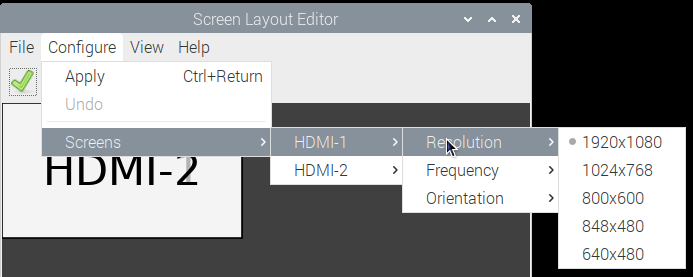 Screen Layout Editor
File Configure View Help
Apply Ctrl+Return
Undo
Screens HDMI-1 Resolution 1920x1080
HDMI-2 Frequency 1024x768
Orientation 800x600
848x480
640x480
HDMI-2